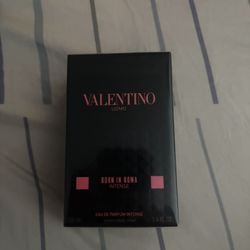 VALENTINO
UOMO
BORN IN ROMA
INTENSE
EAU DE PARFUM INTENSE